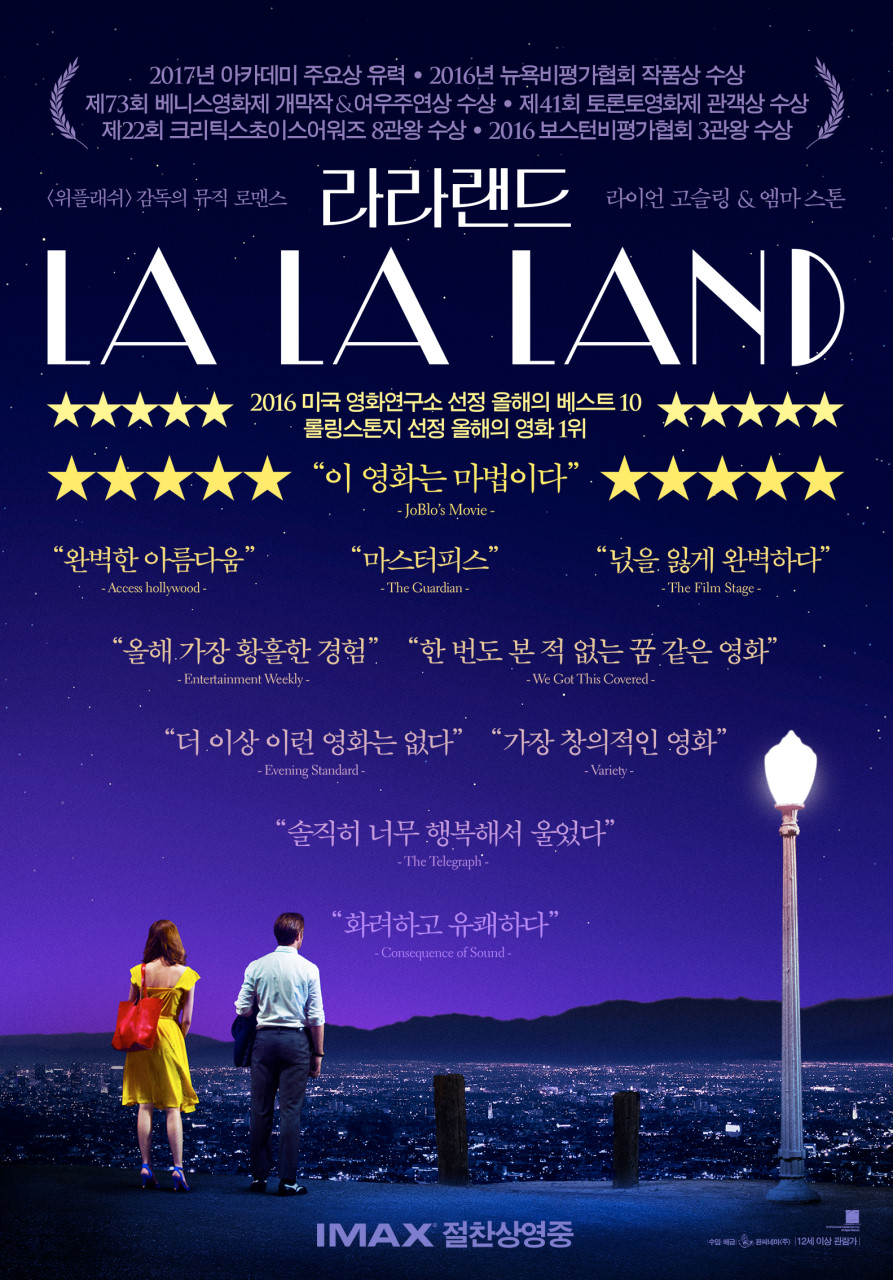 2017년 아카데미 주요상 유력 • 2016년 뉴욕비평가협회 작품상 수상
제73회 베니스영화제 개막작&여우주연상 수상 • 제41회 토론토영화제 관객상 수상
제22회 크리틱스초이스어워즈 8관왕 수상 • 2016 보스턴비평가협회 3관왕 수상
〈위플래쉬〉 감독의 뮤직 로맨스 라라랜드 라이언 고슬링 & 엠마 스톤
LA LA LAND
2016 미국 영화연구소 선정 올해의 베스트 10
롤링스톤지 선정 올해의 영화 1위
“이 영화는 마법이다”
- JoBlo's Movie -
“완벽한 아름다움” “마스터피스” “넋을 잃게 완벽하다”
- Access hollywood - - The Guardian - - The Film Stage -
“올해 가장 황홀한 경험” “한 번도 본 적 없는 꿈 같은 영화”
- Entertainment Weekly - - We Got This Covered -
“더 이상 이런 영화는 없다” “가장 창의적인 영화”
- Evening Standard - - Variety -
“솔직히 너무 행복해서 울었다”
- The Telegraph -
“화려하고 유쾌하다”
- Consequence of Sound -
IMAX® 절찬상영중
수입 배급 판씨네마(주) | 12세 이상 관람가 |